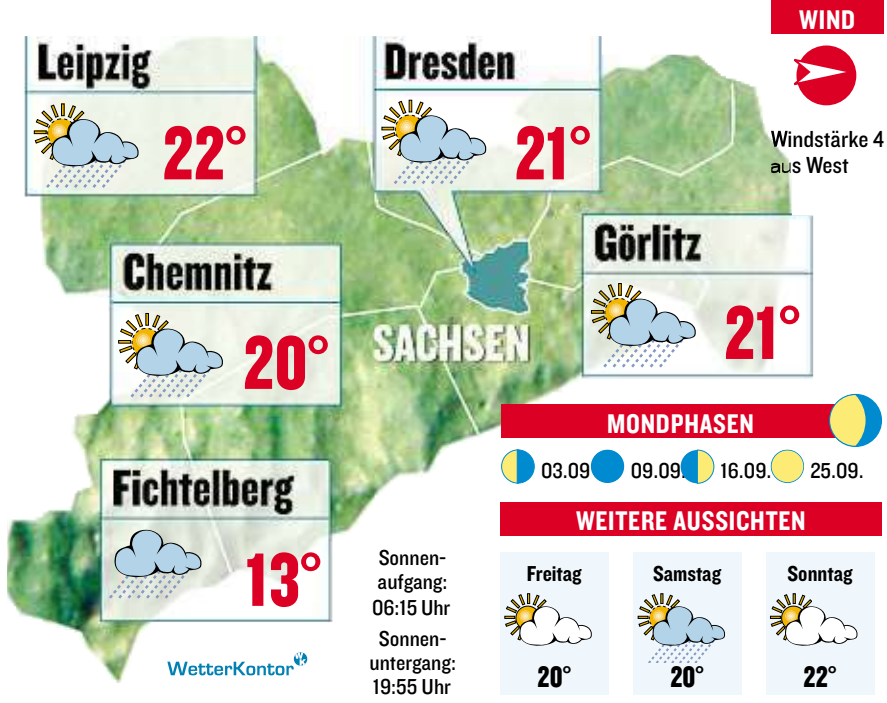 WIND
Windstärke 4
aus West
Leipzig
22°
Dresden
21°
Chemnitz
20°
Görlitz
21°
SACHSEN
Fichtelberg
13°
MONDPHASEN
03.09 09.09. 16.09. 25.09.
WEITERE AUSSICHTEN
Freitag
20°
Samstag
20°
Sonntag
22°
Sonnen-
aufgang:
06:15 Uhr
Sonnen-
untergang:
19:55 Uhr
WetterKontor